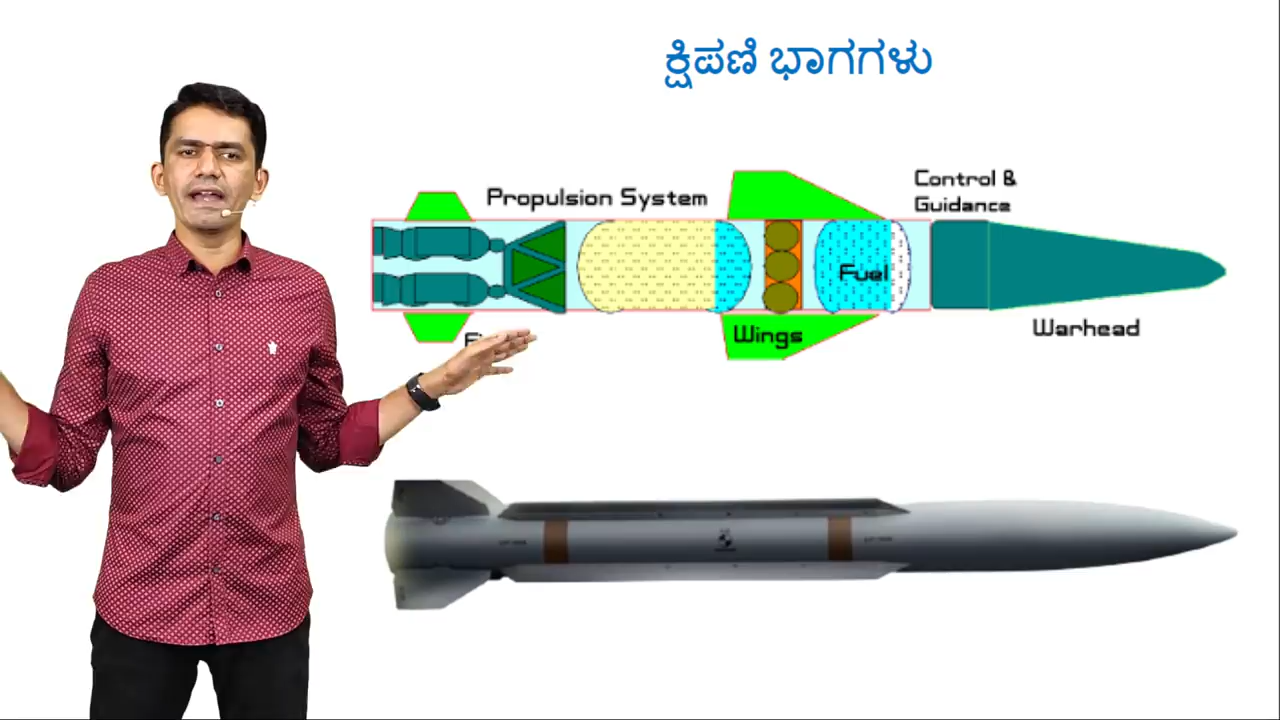 ಕ್ಷಿಪಣಿ ಭಾಗಗಳು
Propulsion System
Control &
Guidance
Fuel
Wings
Warhead